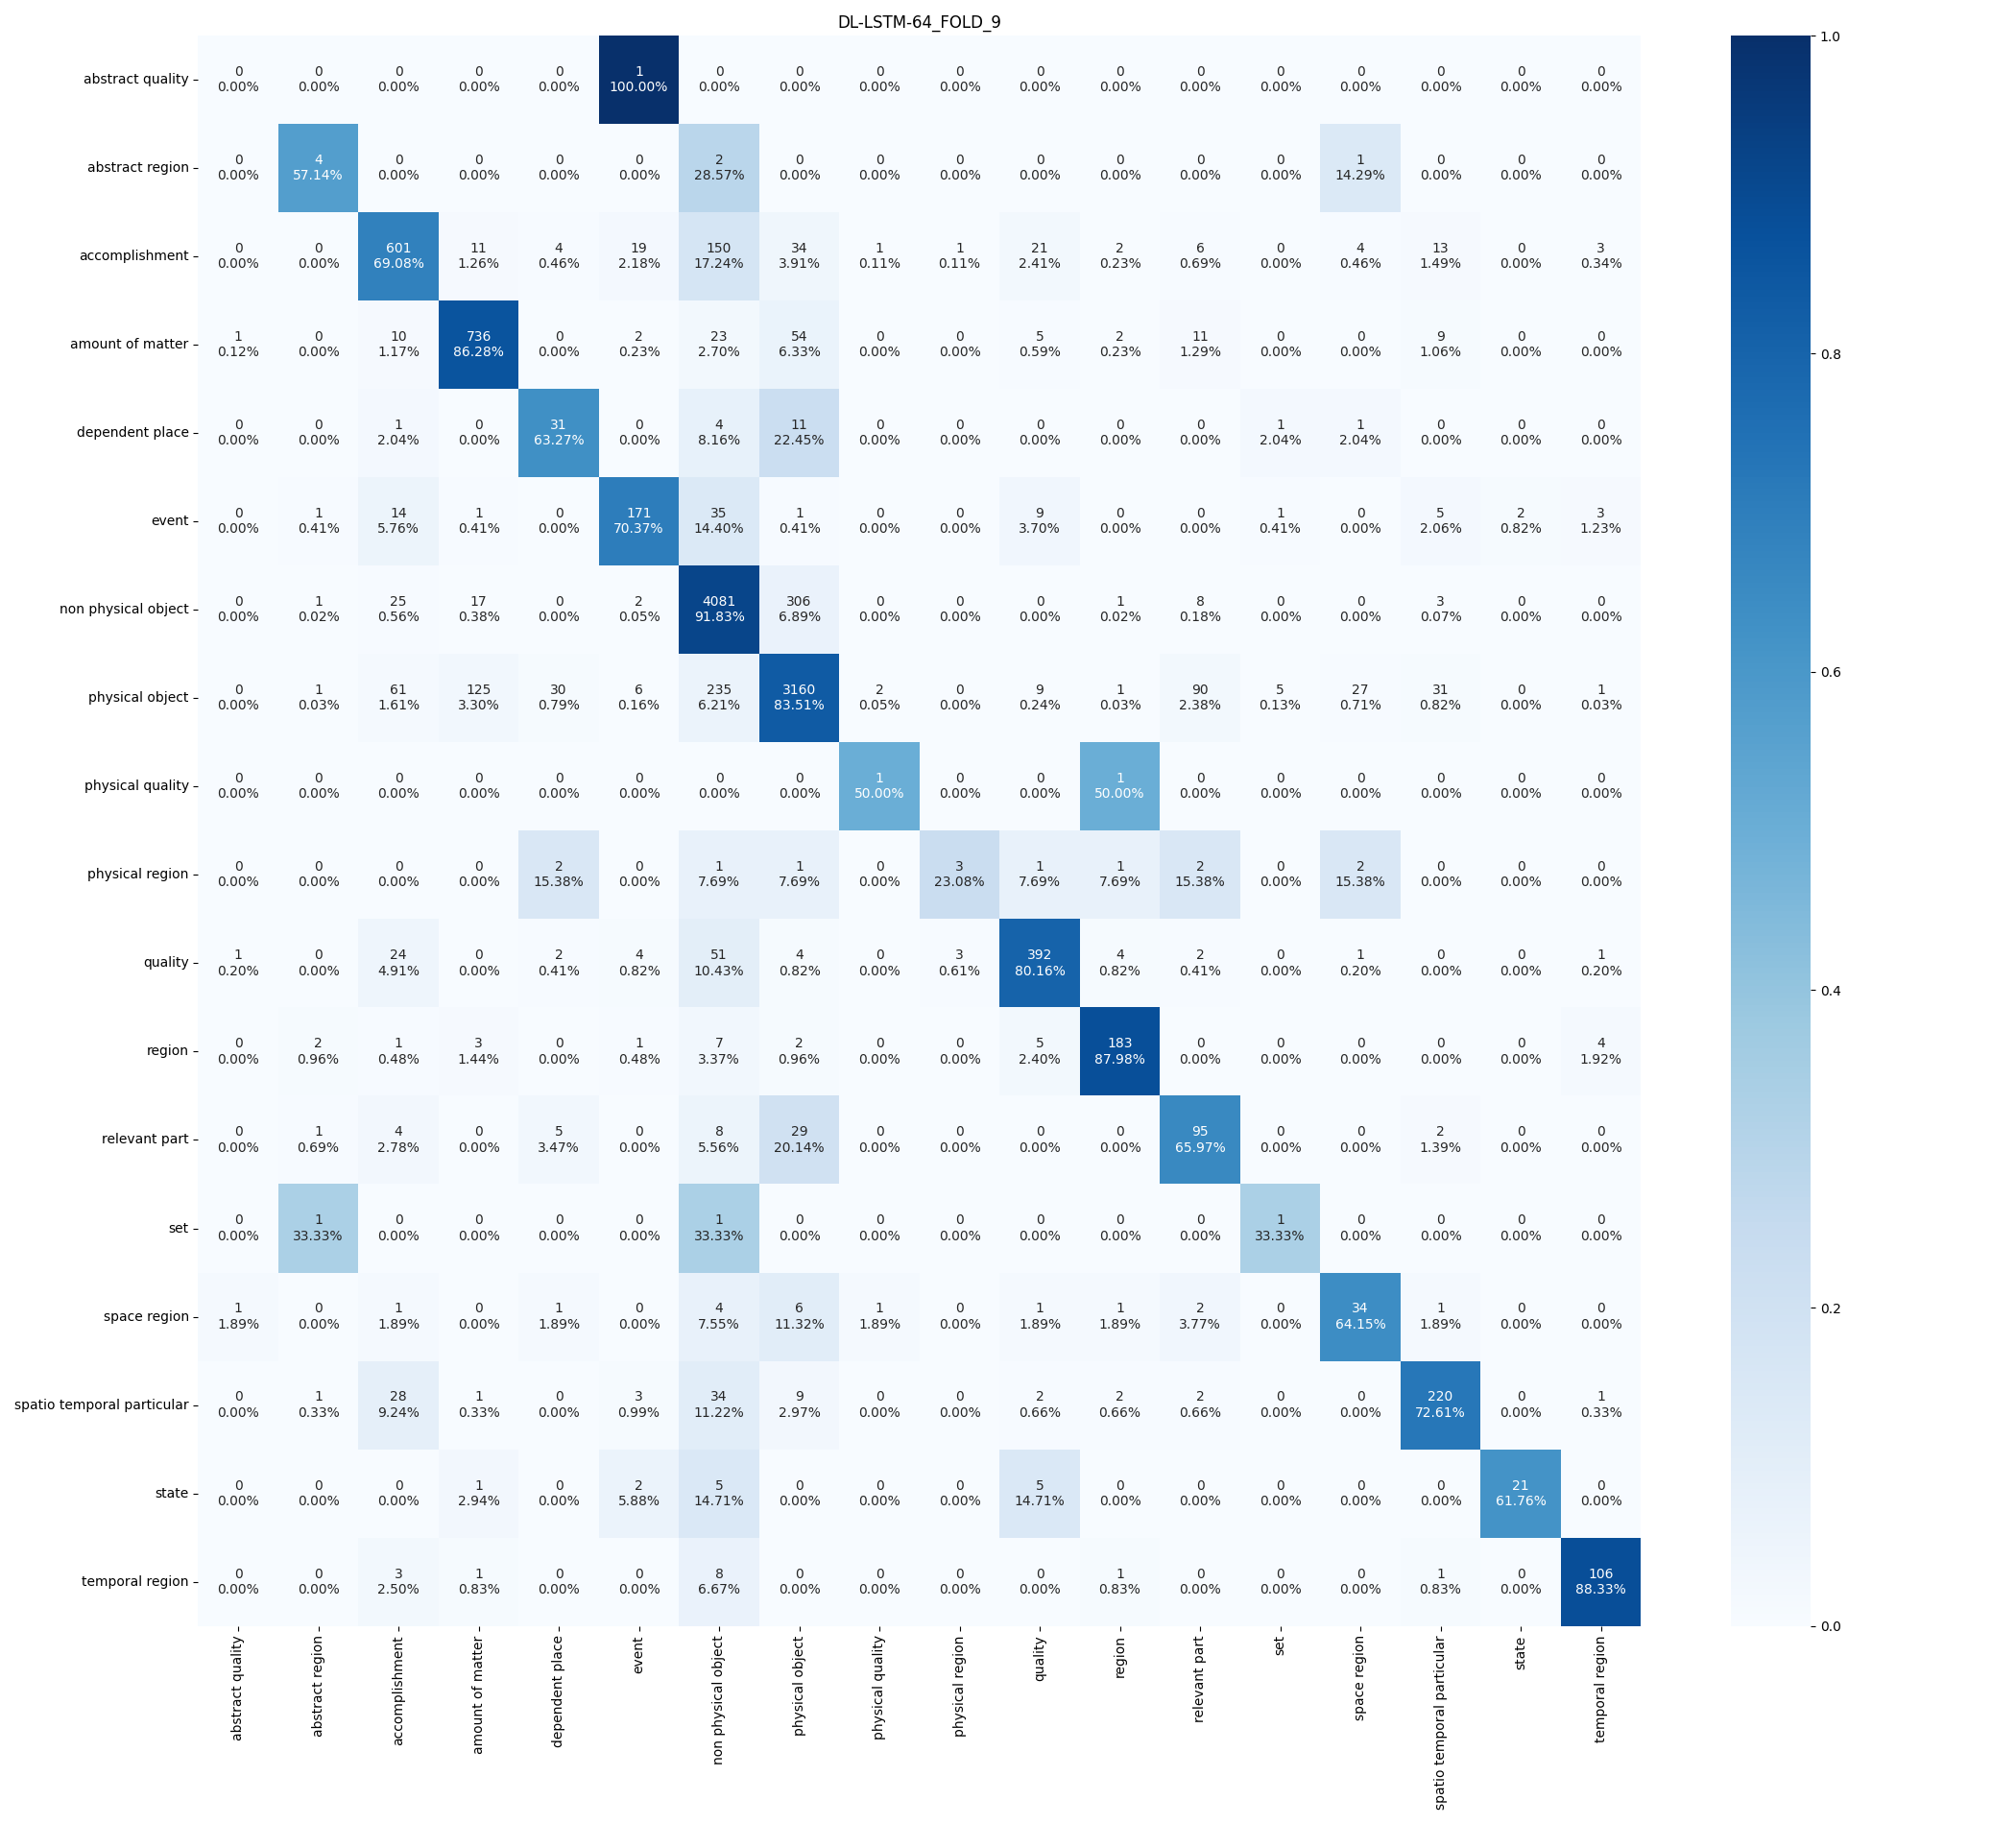 DL-LSTM-64_FOLD_9
abstract quality 0 0 0 0 0 1 0 0 0 0 0 0 0 0 0 0 0 0
0.00% 0.00% 0.00% 0.00% 0.00% 100.00% 0.00% 0.00% 0.00% 0.00% 0.00% 0.00% 0.00% 0.00% 0.00% 0.00% 0.00% 0.00%
abstract region 0 4 0 0 0 0 2 0 0 0 0 0 0 0 1 0 0 0
0.00% 57.14% 0.00% 0.00% 0.00% 0.00% 28.57% 0.00% 0.00% 0.00% 0.00% 0.00% 0.00% 0.00% 14.29% 0.00% 0.00% 0.00%
accomplishment 0 0 601 11 4 19 150 34 1 1 21 2 6 0 4 13 0 3
0.00% 0.00% 69.08% 1.26% 0.46% 2.18% 17.24% 3.91% 0.11% 0.11% 2.41% 0.23% 0.69% 0.00% 0.46% 1.49% 0.00% 0.34%
amount of matter 1 0 10 736 0 2 23 54 0 0 5 2 11 0 0 9 0 0
0.12% 0.00% 1.17% 86.28% 0.00% 0.23% 2.70% 6.33% 0.00% 0.00% 0.59% 0.23% 1.29% 0.00% 0.00% 1.06% 0.00% 0.00%
dependent place 0 0 1 0 31 0 4 11 0 0 0 0 0 1 1 0 0 0
0.00% 0.00% 2.04% 0.00% 63.27% 0.00% 8.16% 22.45% 0.00% 0.00% 0.00% 0.00% 0.00% 2.04% 2.04% 0.00% 0.00% 0.00%
event 0 1 14 1 0 171 35 1 0 0 9 0 0 1 0 5 2 3
0.00% 0.41% 5.76% 0.41% 0.00% 70.37% 14.40% 0.41% 0.00% 0.00% 3.70% 0.00% 0.00% 0.41% 0.00% 2.06% 0.82% 1.23%
non physical object 0 1 25 17 0 2 4081 306 0 0 0 1 8 0 0 3 0 0
0.00% 0.02% 0.56% 0.38% 0.00% 0.05% 91.83% 6.89% 0.00% 0.00% 0.00% 0.02% 0.18% 0.00% 0.00% 0.07% 0.00% 0.00%
physical object 0 1 61 125 30 6 235 3160 2 0 9 1 90 5 27 31 0 1
0.00% 0.03% 1.61% 3.30% 0.79% 0.16% 6.21% 83.51% 0.05% 0.00% 0.24% 0.03% 2.38% 0.13% 0.71% 0.82% 0.00% 0.03%
physical quality 0 0 0 0 0 0 0 0 1 0 0 1 0 0 0 0 0 0
0.00% 0.00% 0.00% 0.00% 0.00% 0.00% 0.00% 0.00% 50.00% 0.00% 0.00% 50.00% 0.00% 0.00% 0.00% 0.00% 0.00% 0.00%
physical region 0 0 0 0 2 0 1 1 0 3 1 1 2 0 2 0 0 0
0.00% 0.00% 0.00% 0.00% 15.38% 0.00% 7.69% 7.69% 0.00% 23.08% 7.69% 7.69% 15.38% 0.00% 15.38% 0.00% 0.00% 0.00%
quality 1 0 24 0 2 4 51 4 0 3 392 4 2 0 1 0 0 1
0.20% 0.00% 4.91% 0.00% 0.41% 0.82% 10.43% 0.82% 0.00% 0.61% 80.16% 0.82% 0.41% 0.00% 0.20% 0.00% 0.00% 0.20%
region 0 2 1 3 0 1 7 2 0 0 5 183 0 0 0 0 0 4
0.00% 0.96% 0.48% 1.44% 0.00% 0.48% 3.37% 0.96% 0.00% 0.00% 2.40% 87.98% 0.00% 0.00% 0.00% 0.00% 0.00% 1.92%
relevant part 0 1 4 0 5 0 8 29 0 0 0 0 95 0 0 2 0 0
0.00% 0.69% 2.78% 0.00% 3.47% 0.00% 5.56% 20.14% 0.00% 0.00% 0.00% 0.00% 65.97% 0.00% 0.00% 1.39% 0.00% 0.00%
set 0 1 0 0 0 0 1 0 0 0 0 0 0 1 0 0 0 0
0.00% 33.33% 0.00% 0.00% 0.00% 0.00% 33.33% 0.00% 0.00% 0.00% 0.00% 0.00% 0.00% 33.33% 0.00% 0.00% 0.00% 0.00%
space region 1 0 1 0 1 0 4 6 1 0 1 1 2 0 34 1 0 0
1.89% 0.00% 1.89% 0.00% 1.89% 0.00% 7.55% 11.32% 1.89% 0.00% 1.89% 1.89% 3.77% 0.00% 64.15% 1.89% 0.00% 0.00%
spatio temporal particular 0 1 28 1 0 3 34 9 0 0 2 2 2 0 0 220 0 1
0.00% 0.33% 9.24% 0.33% 0.00% 0.99% 11.22% 2.97% 0.00% 0.00% 0.66% 0.66% 0.66% 0.00% 0.00% 72.61% 0.00% 0.33%
state 0 0 0 1 0 2 5 0 0 0 5 0 0 0 0 0 21 0
0.00% 0.00% 0.00% 2.94% 0.00% 5.88% 14.71% 0.00% 0.00% 0.00% 14.71% 0.00% 0.00% 0.00% 0.00% 0.00% 61.76% 0.00%
temporal region 0 0 3 1 0 0 8 0 0 0 0 1 0 0 0 1 0 106
0.00% 0.00% 2.50% 0.83% 0.00% 0.00% 6.67% 0.00% 0.00% 0.00% 0.00% 0.83% 0.00% 0.00% 0.00% 0.83% 0.00% 88.33%
abstract quality
abstract region
accomplishment
amount of matter
dependent place
event
non physical object
physical object
physical quality
physical region
quality
region
relevant part
set
space region
spatio temporal particular
state
temporal region
1.0
0.8
0.6
0.4
0.2
0.0